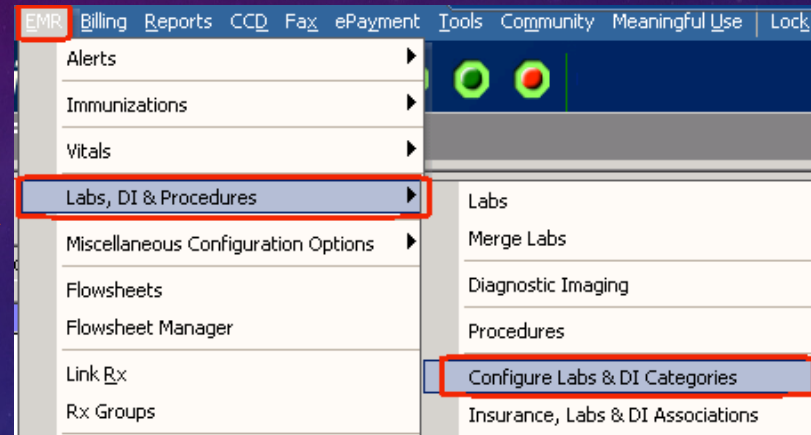 EMR Billing Reports CCD Fax ePayment Tools Community Meaningful Use Lock
Alerts
Immunizations
Vitals
Labs, DI & Procedures
Miscellaneous Configuration Options
Flowsheets
Flowsheet Manager
Link Rx
Rx Groups
Labs
Merge Labs
Diagnostic Imaging
Procedures
Configure Labs & DI Categories
Insurance, Labs & DI Associations